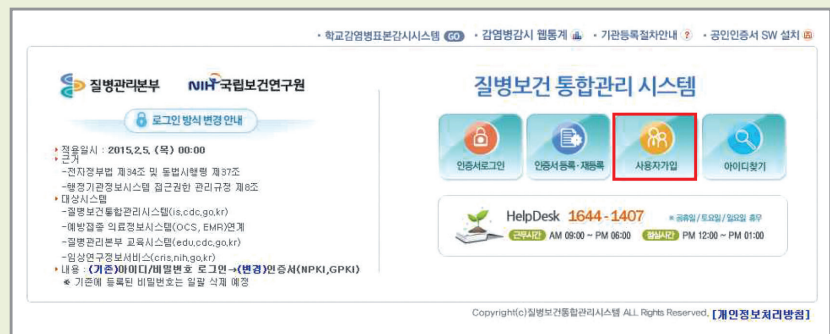 · 학교감염병표본감시시스템 GO · 감염병감시 웹통계 · 기관등록절차안내 ? · 공인인증서 SW 설치
질병관리본부 NIH 국립보건연구원
로그인 방식 변경 안내
적용일시 : 2015.2.5. (목) 00:00
근거
-전자정부법 제34조 및 동법시행령 제37조
-행정기관정보시스템 접근권한 관리규정 제8조
대상시스템
-질병보건통합관리시스템(is.cdc.go.kr)
-예방접종 의료정보시스템(OCS, EMR)연계
-질병관리본부 교육시스템(edu.cdc.go.kr)
-임상연구정보서비스(cris.nih.go.kr)
내용 : (기존)아이디/비밀번호 로그인→(변경)인증서(NPKI,GPKI)
※ 기존에 등록된 비밀번호는 일괄 삭제 예정
질병보건 통합관리 시스템
인증서로그인 인증서 등록·재등록 사용자가입 아이디찾기
HelpDesk 1644-1407 ※ 공휴일/토요일/일요일 휴무
근무시간 AM 09:00 ~ PM 06:00 점심시간 PM 12:00 ~ PM 01:00
Copyright(c)질병보건통합관리시스템 ALL Rights Reserved. [개인정보처리방침]